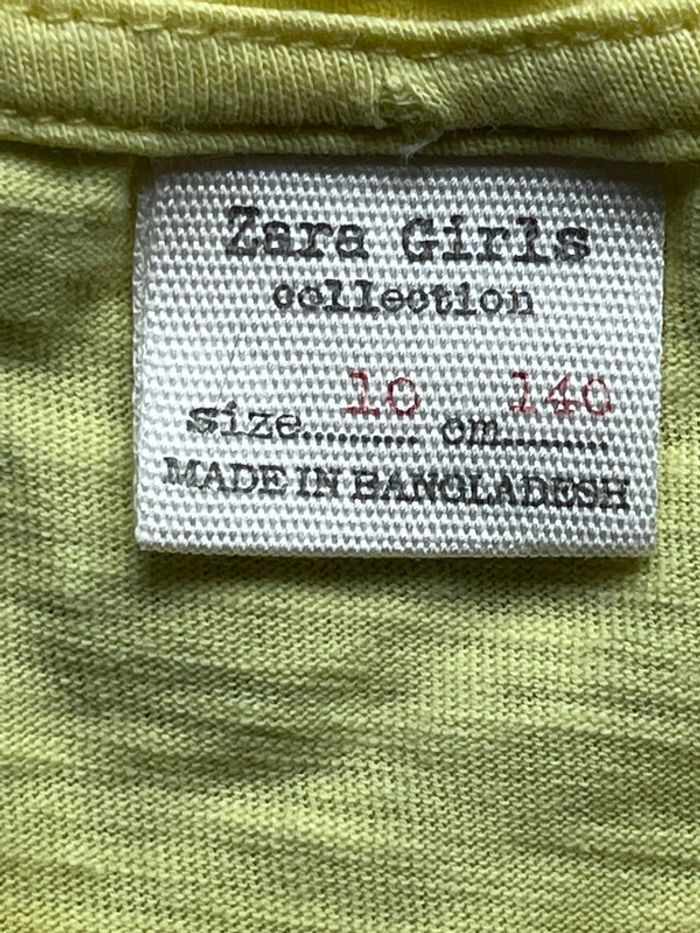 Zara Girls
collection
size....10.... cm....140....
MADE IN BANGLADESH